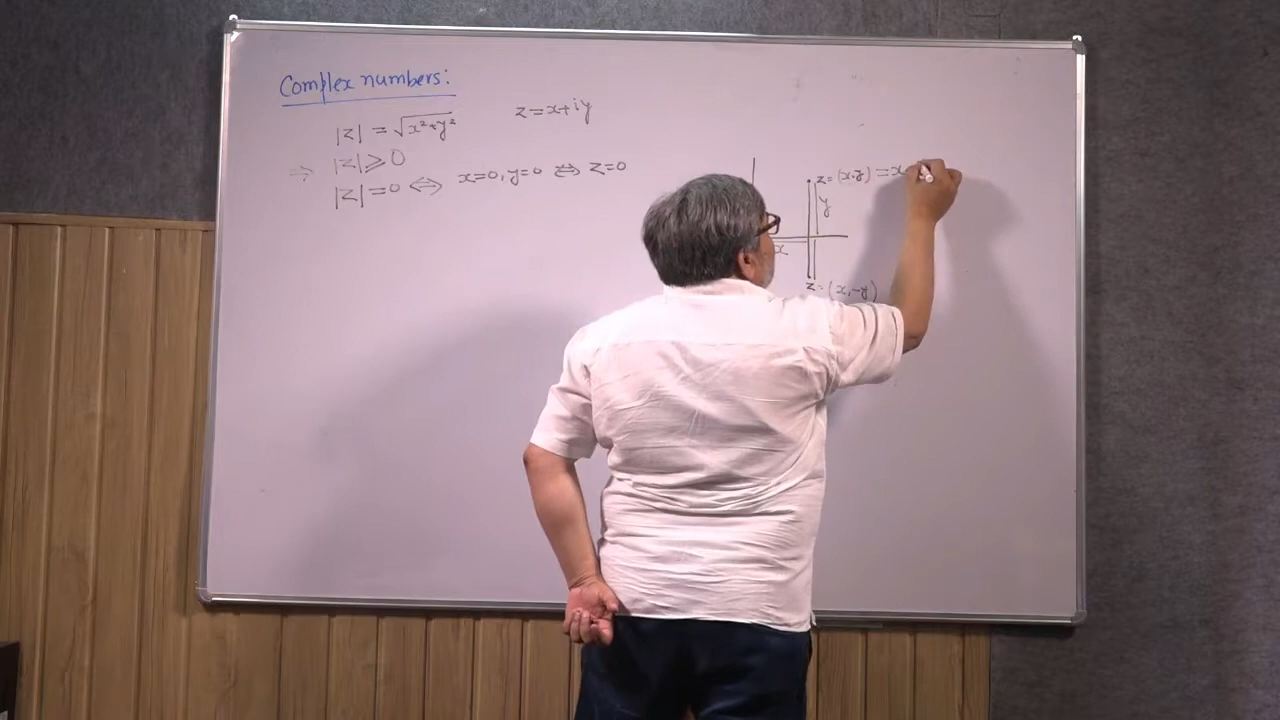 Complex numbers:
|z| = √x²+y² z=x+iy
⇒ |z| ⩾ 0
|z| = 0 ⇔ x=0, y=0 ⇔ z=0
z = (x,y) = x
y
x
z = (x,-y)